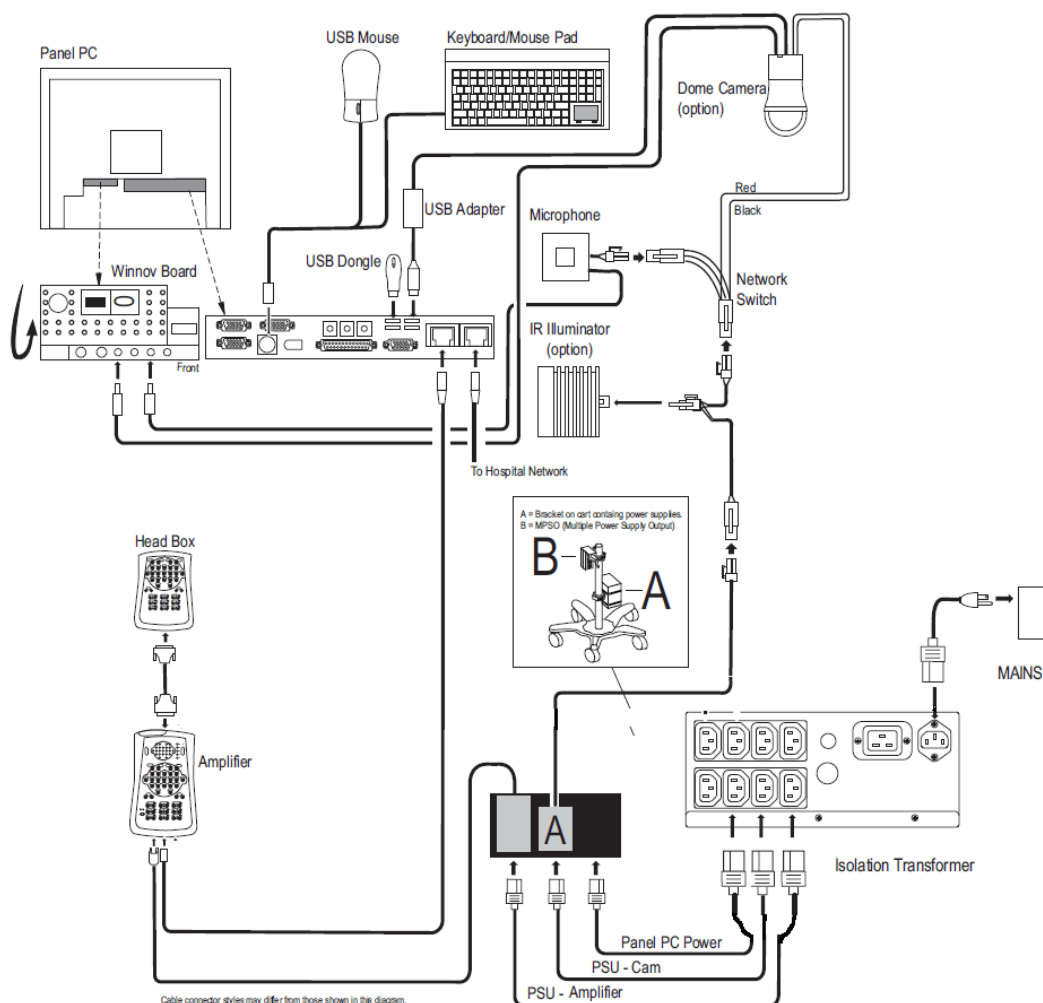 USB Mouse
Keyboard/Mouse Pad
Panel PC
Dome Camera
(option)
Red
Black
USB Adapter
Microphone
USB Dongle
Winnov Board
Network
Switch
IR Illuminator
(option)
Front
To Hospital Network
A = Bracket on cart containg power supplies.
B = MPSO (Multiple Power Supply Output)
B
A
Head Box
MAINS
Amplifier
A
Isolation Transformer
Panel PC Power
PSU - Cam
PSU - Amplifier
Cable connector styles may differ from those shown in this diagram.